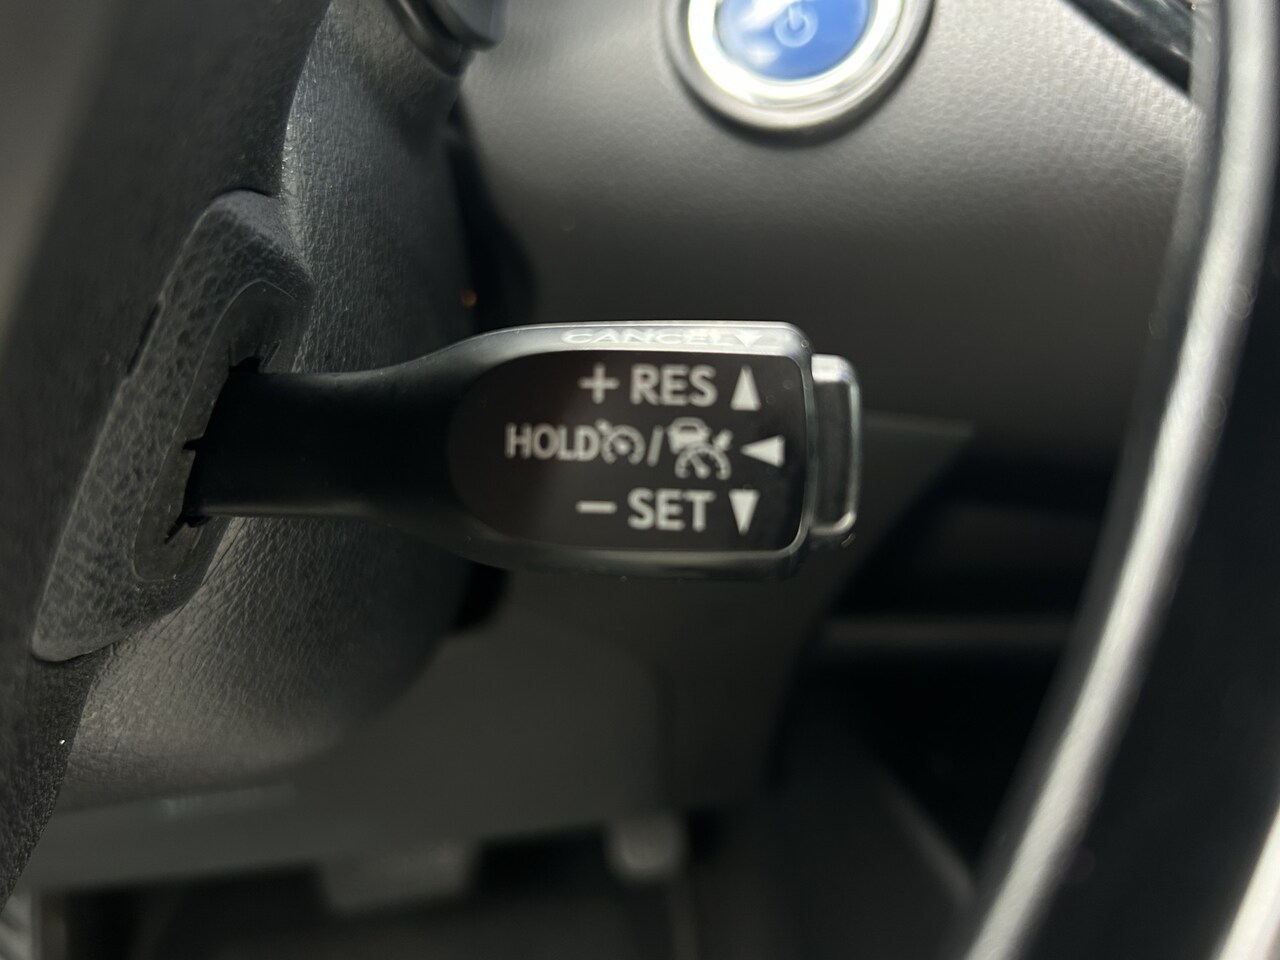 CANCEL
+ RES
HOLD /
− SET